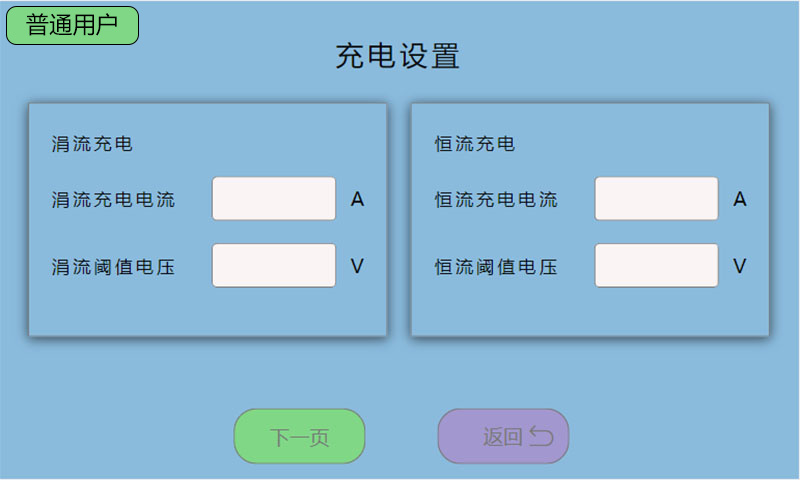 普通用户
充电设置
涓流充电
涓流充电电流 A
涓流阈值电压 V
恒流充电
恒流充电电流 A
恒流阈值电压 V
下一页
返回